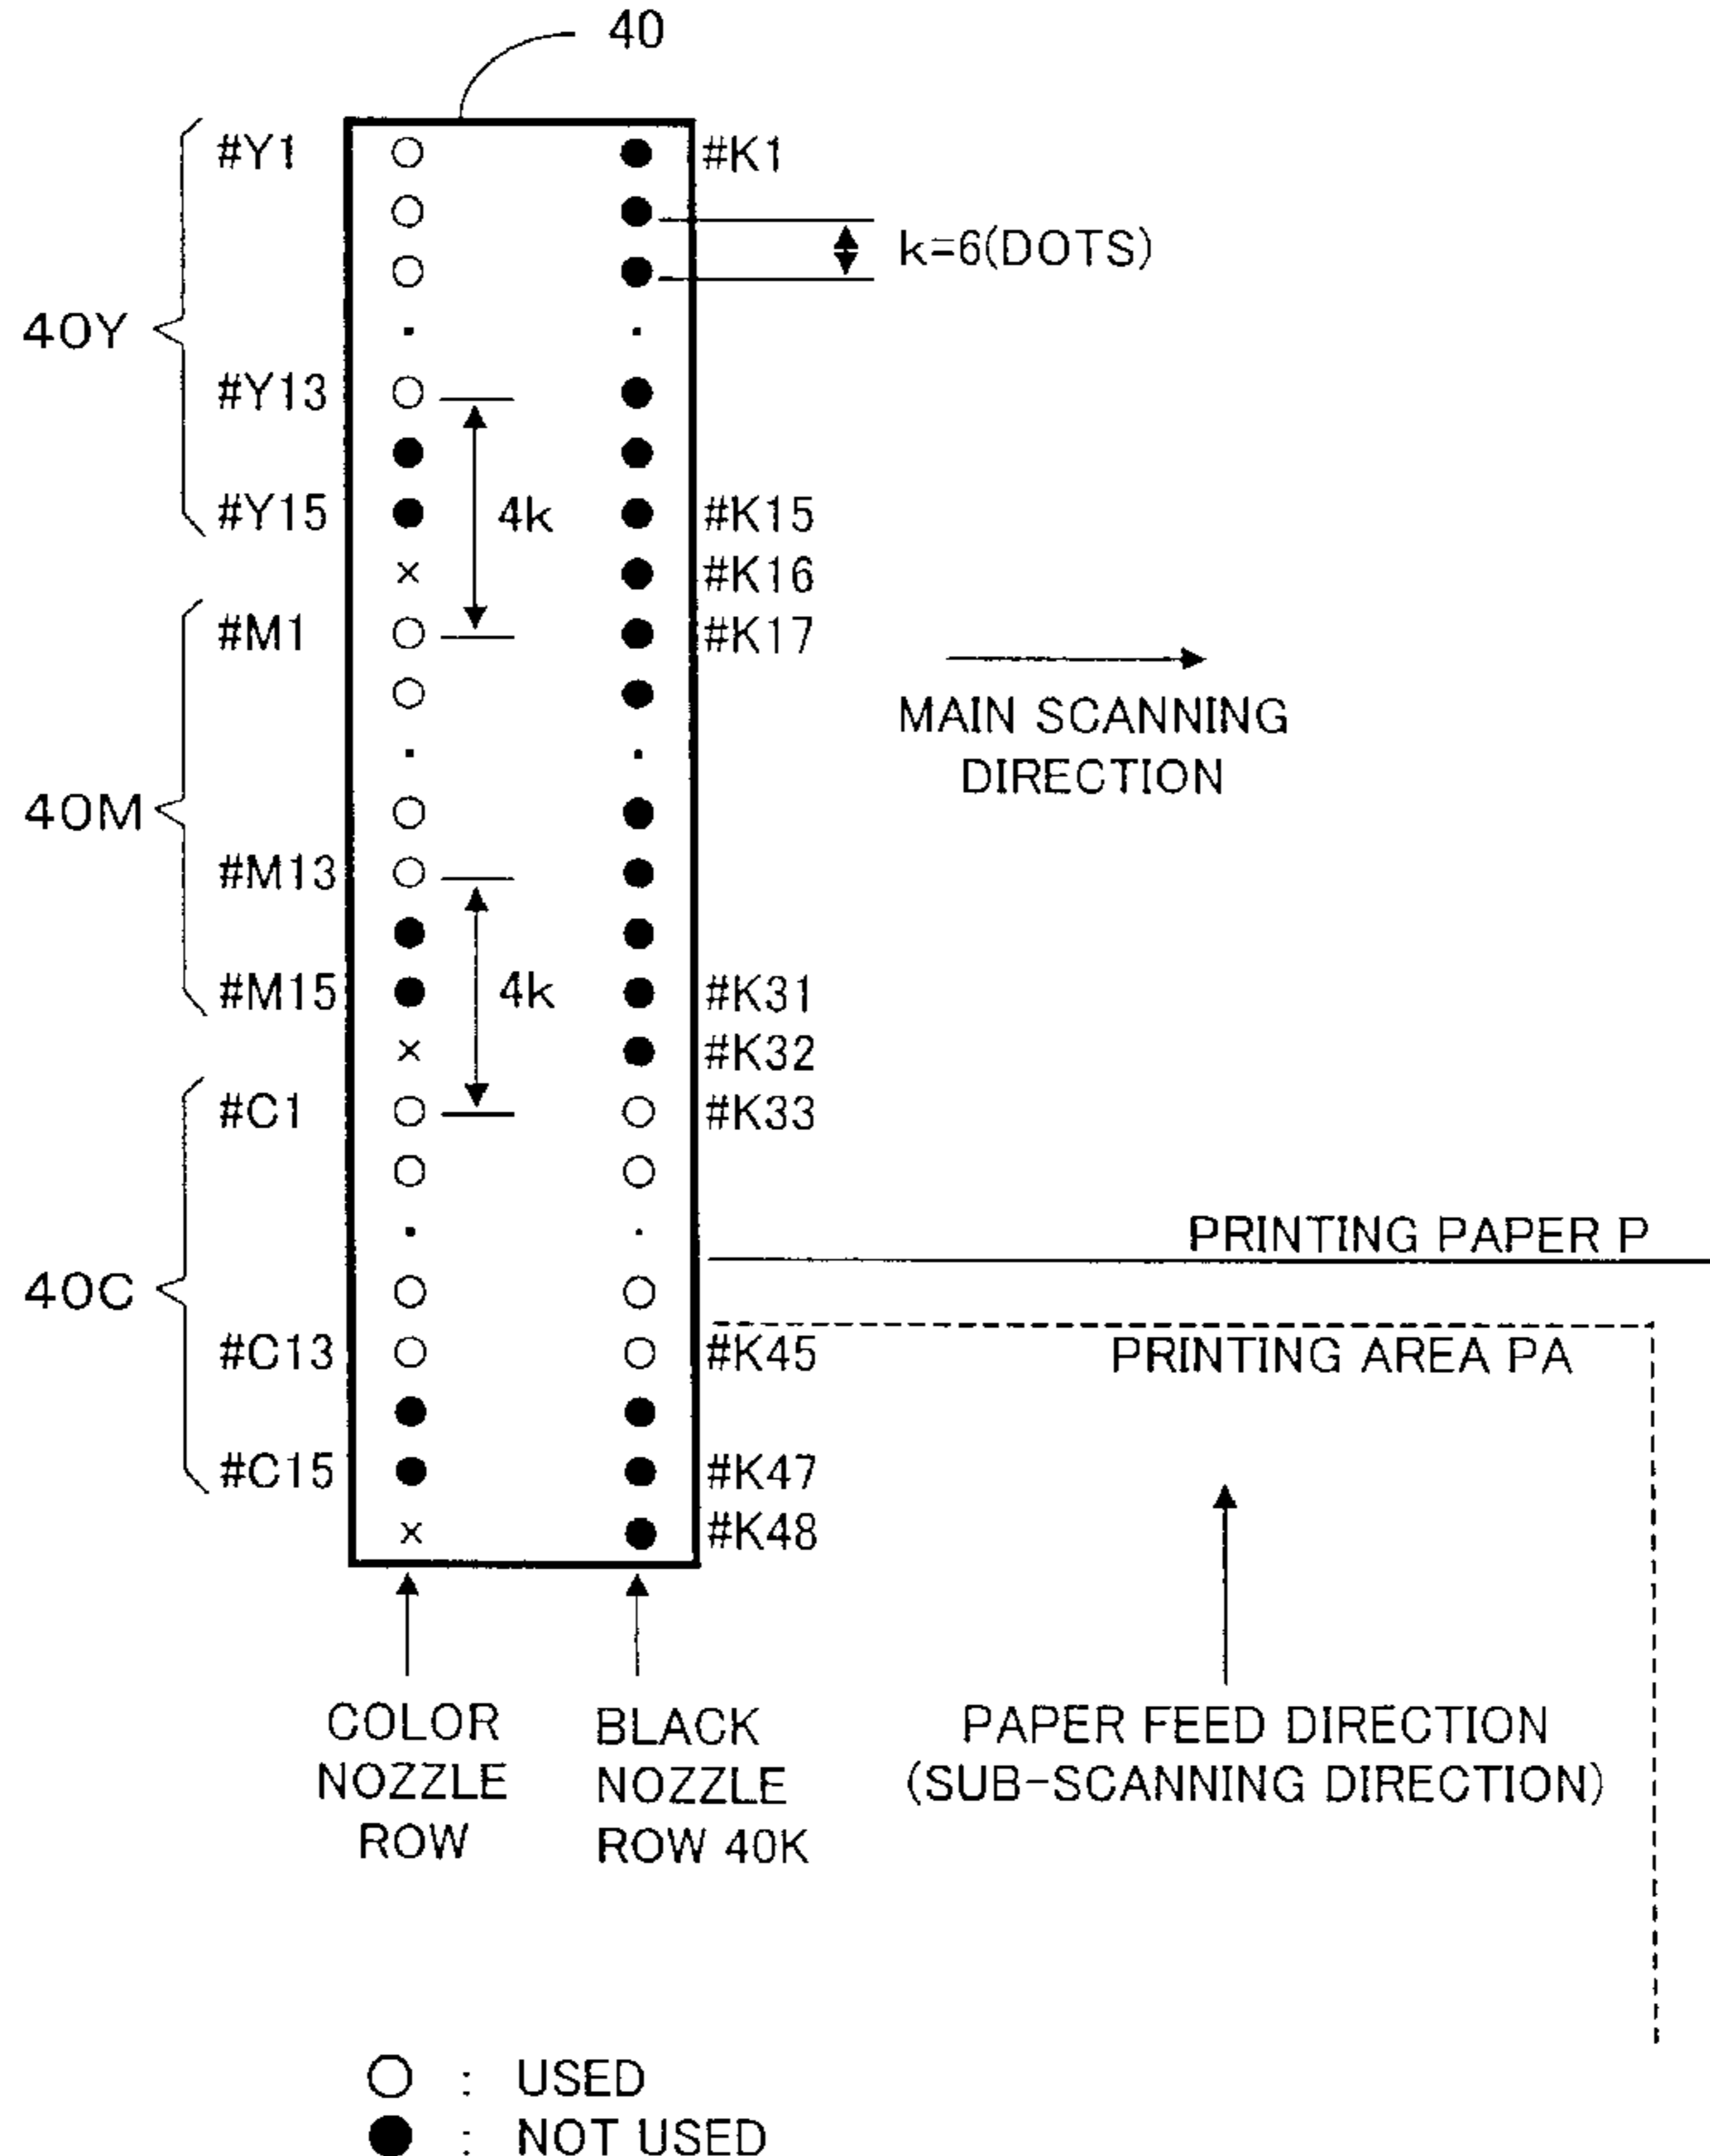 40
#Y1
#K1
k=6(DOTS)
40Y
#Y13
#Y15
4k
#K15
× #K16
#M1
#K17
MAIN SCANNING
DIRECTION
40M
#M13
#M15
4k
#K31
× #K32
#C1
#K33
PRINTING PAPER P
40C
#C13
#K45
PRINTING AREA PA
#C15
#K47
× #K48
COLOR
NOZZLE
ROW
BLACK
NOZZLE
ROW 40K
PAPER FEED DIRECTION
(SUB-SCANNING DIRECTION)
○ : USED
● : NOT USED